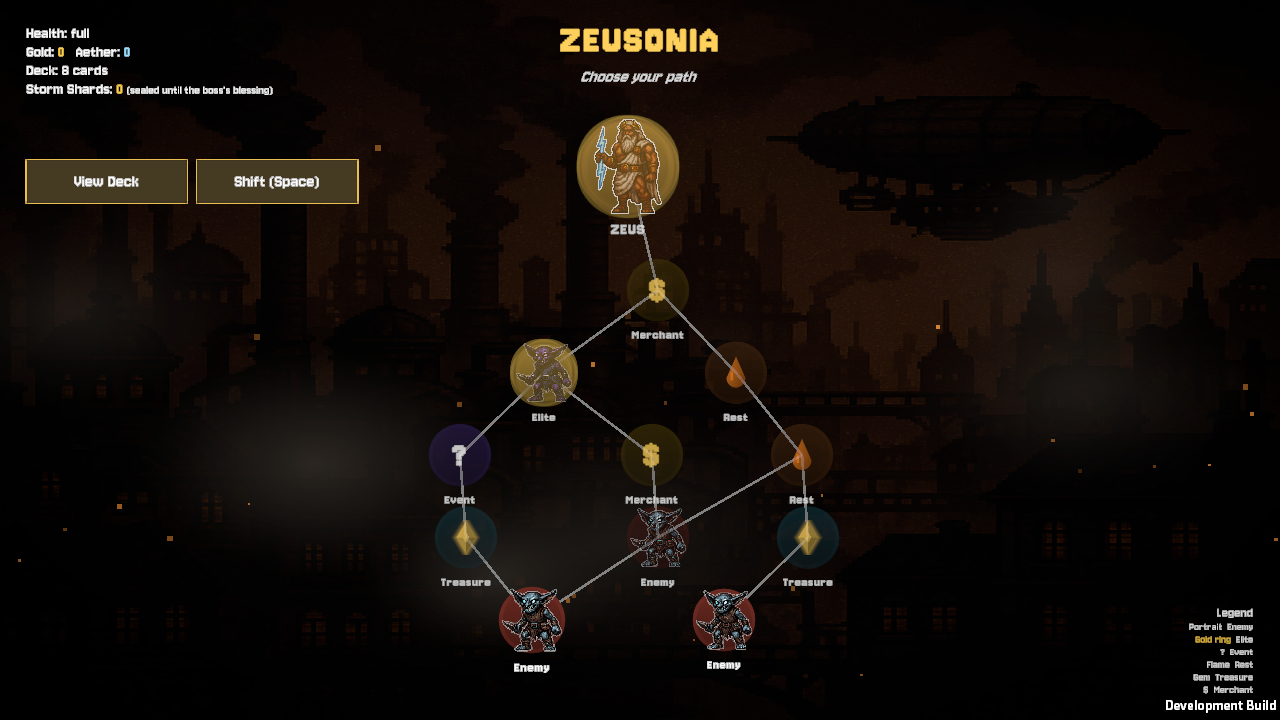 Health: full
Gold: 0 Aether: 0
Deck: 8 cards
Storm Shards: 0 (sealed until the boss's blessing)
View Deck
Shift (Space)
ZEUSONIA
Choose your path
ZEUS
$
Merchant
Elite
Rest
?
$
Event
Merchant
Rest
Treasure
Enemy
Treasure
Enemy
Enemy
Legend
Portrait Enemy
Gold ring Elite
? Event
Flame Rest
Gem Treasure
$ Merchant
Development Build